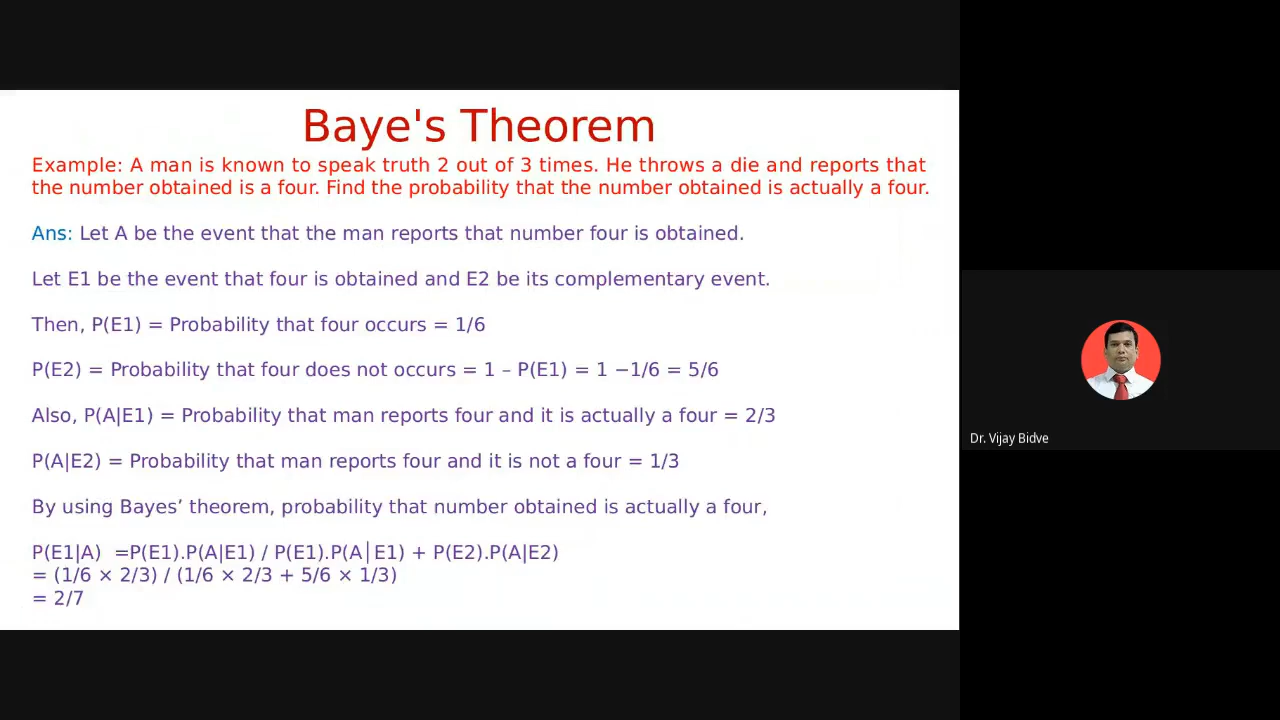 Baye's Theorem
Example: A man is known to speak truth 2 out of 3 times. He throws a die and reports that
the number obtained is a four. Find the probability that the number obtained is actually a four.
Ans: Let A be the event that the man reports that number four is obtained.
Let E1 be the event that four is obtained and E2 be its complementary event.
Then, P(E1) = Probability that four occurs = 1/6
P(E2) = Probability that four does not occurs = 1 – P(E1) = 1 −1/6 = 5/6
Also, P(A|E1) = Probability that man reports four and it is actually a four = 2/3
P(A|E2) = Probability that man reports four and it is not a four = 1/3
By using Bayes’ theorem, probability that number obtained is actually a four,
P(E1|A)  =P(E1).P(A|E1) / P(E1).P(A│E1) + P(E2).P(A|E2)
= (1/6 × 2/3) / (1/6 × 2/3 + 5/6 × 1/3)
= 2/7
Dr. Vijay Bidve